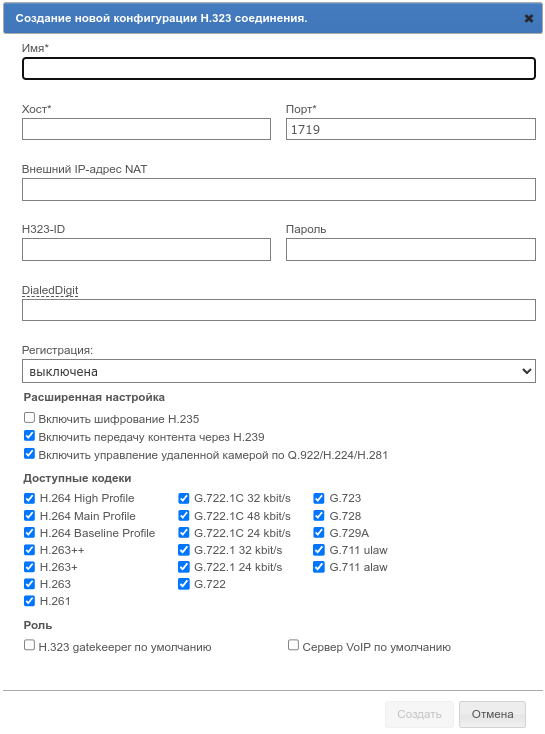 Создание новой конфигурации H.323 соединения.
Имя*
Хост* Порт*
1719
Внешний IP-адрес NAT
H323-ID Пароль
DialedDigit
Регистрация:
выключена
Расширенная настройка
Включить шифрование H.235
Включить передачу контента через H.239
Включить управление удаленной камерой по Q.922/H.224/H.281
Доступные кодеки
H.264 High Profile G.722.1C 32 kbit/s G.723
H.264 Main Profile G.722.1C 48 kbit/s G.728
H.264 Baseline Profile G.722.1C 24 kbit/s G.729A
H.263++ G.722.1 32 kbit/s G.711 ulaw
H.263+ G.722.1 24 kbit/s G.711 alaw
H.263 G.722
H.261
Роль
H.323 gatekeeper по умолчанию Сервер VoIP по умолчанию
Создать Отмена